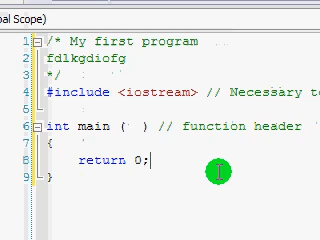 bal Scope)
1 /* My first program
2 fdlkgdiofg
3 */
4 #include <iostream> // Necessary to
5
6 int main ( ) // function header
7 {
8 return 0;
9 }